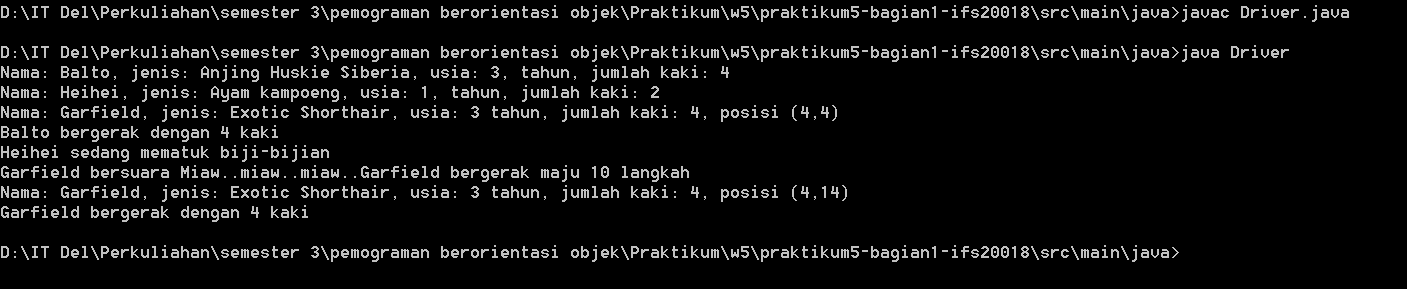 D:\IT Del\Perkuliahan\semester 3\pemograman berorientasi objek\Praktikum\w5\praktikum5-bagian1-ifs20018\src\main\java>javac Driver.java
D:\IT Del\Perkuliahan\semester 3\pemograman berorientasi objek\Praktikum\w5\praktikum5-bagian1-ifs20018\src\main\java>java Driver
Nama: Balto, jenis: Anjing Huskie Siberia, usia: 3, tahun, jumlah kaki: 4
Nama: Heihei, jenis: Ayam kampoeng, usia: 1, tahun, jumlah kaki: 2
Nama: Garfield, jenis: Exotic Shorthair, usia: 3 tahun, jumlah kaki: 4, posisi (4,4)
Balto bergerak dengan 4 kaki
Heihei sedang mematuk biji-bijian
Garfield bersuara Miaw..miaw..miaw..Garfield bergerak maju 10 langkah
Nama: Garfield, jenis: Exotic Shorthair, usia: 3 tahun, jumlah kaki: 4, posisi (4,14)
Garfield bergerak dengan 4 kaki
D:\IT Del\Perkuliahan\semester 3\pemograman berorientasi objek\Praktikum\w5\praktikum5-bagian1-ifs20018\src\main\java>